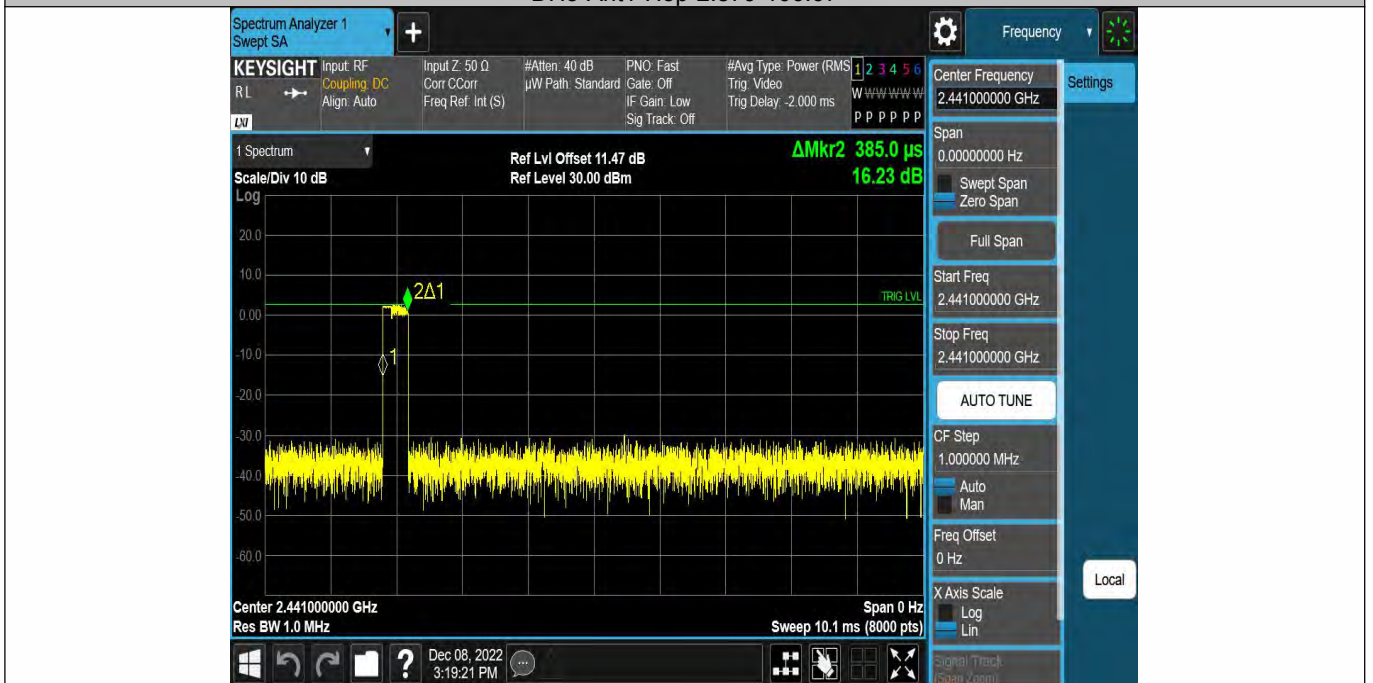 Spectrum Analyzer 1
Swept SA
+
Frequency
KEYSIGHT
RL
LXI
Input: RF
Coupling: DC
Align: Auto
Input Z: 50 Ω
Corr CCorr
Freq Ref: Int (S)
#Atten: 40 dB
µW Path: Standard
PNO: Fast
Gate: Off
IF Gain: Low
Sig Track: Off
#Avg Type: Power (RMS
Trig: Video
Trig Delay: -2.000 ms
1 2 3 4 5 6
W W W W W W
P P P P P P
1 Spectrum
Scale/Div 10 dB
Log
Ref Lvl Offset 11.47 dB
Ref Level 30.00 dBm
ΔMkr2 385.0 µs
16.23 dB
20.0
10.0
0.00
-10.0
-20.0
-30.0
-40.0
-50.0
-60.0
2Δ1
TRIG LVL
1
Center 2.441000000 GHz
Res BW 1.0 MHz
Span 0 Hz
Sweep 10.1 ms (8000 pts)
Dec 08, 2022
3:19:21 PM
Center Frequency
2.441000000 GHz
Settings
Span
0.00000000 Hz
Swept Span
Zero Span
Full Span
Start Freq
2.441000000 GHz
Stop Freq
2.441000000 GHz
AUTO TUNE
CF Step
1.000000 MHz
Auto
Man
Freq Offset
0 Hz
X Axis Scale
Log
Lin
Local
Signal Track
(Span Zoom)